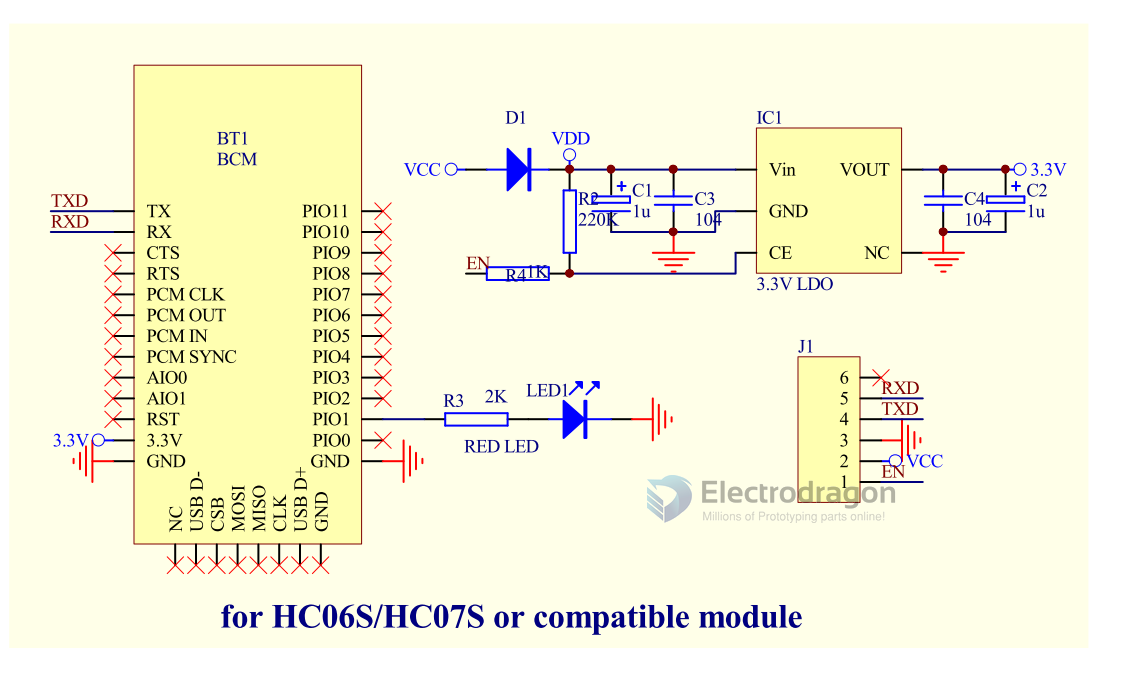 BT1
BCM
TXD
RXD
TX
RX
CTS
RTS
PCM CLK
PCM OUT
PCM IN
PCM SYNC
AIO0
AIO1
RST
3.3V
3.3V
GND
PIO11
PIO10
PIO9
PIO8
PIO7
PIO6
PIO5
PIO4
PIO3
PIO2
PIO1
PIO0
GND
NC
USB D-
CSB
MOSI
MISO
CLK
USB D+
GND
D1
VCC
VDD
R2
220K
C1
1u
C3
104
EN
R4
1K
IC1
Vin
VOUT
GND
CE
NC
3.3V LDO
3.3V
C4
104
C2
1u
R3
2K
LED1
RED LED
J1
6
5
4
3
2
1
RXD
TXD
VCC
EN
Electrodragon
Millions of Prototyping parts online!
for HC06S/HC07S or compatible module